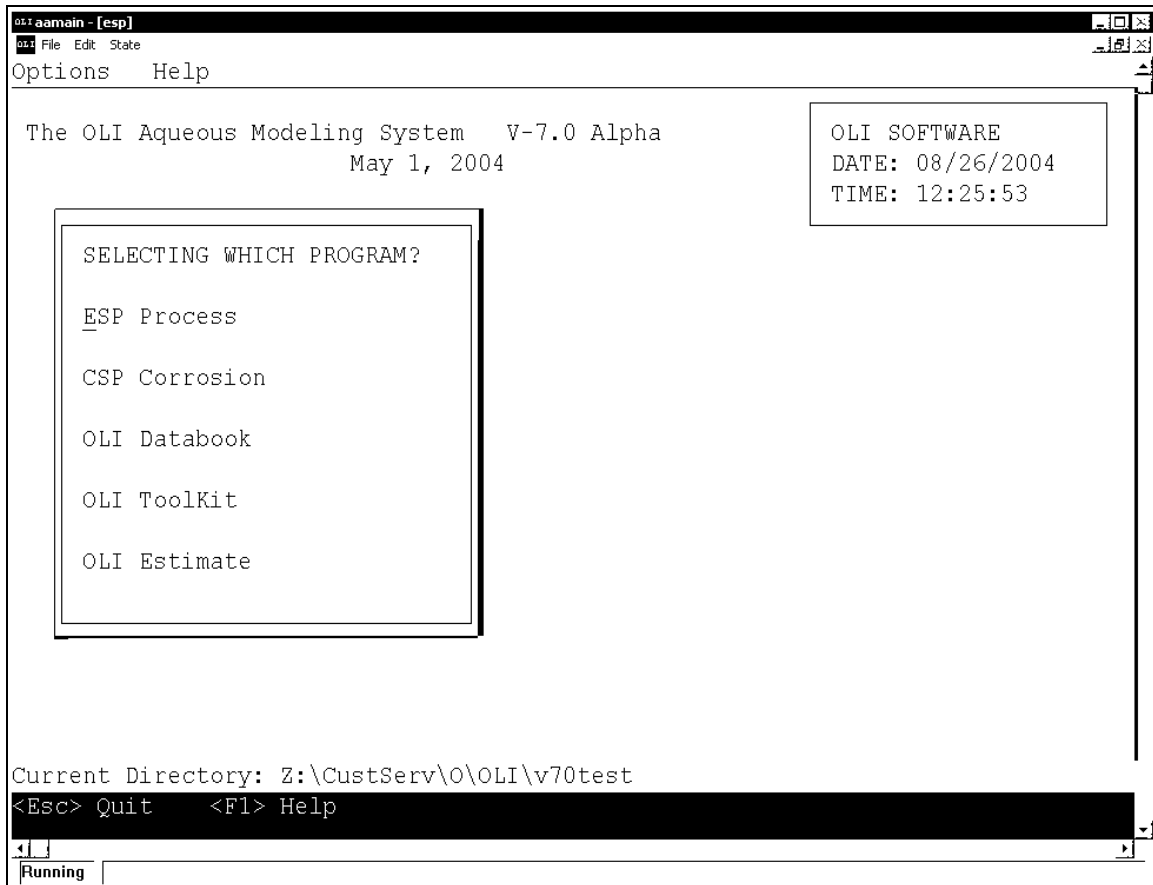 OLI aamain - [esp]
OLI File Edit State
Options Help
The OLI Aqueous Modeling System V-7.0 Alpha
May 1, 2004
OLI SOFTWARE
DATE: 08/26/2004
TIME: 12:25:53
SELECTING WHICH PROGRAM?
ESP Process
CSP Corrosion
OLI Databook
OLI ToolKit
OLI Estimate
Current Directory: Z:\CustServ\O\OLI\v70test
<Esc> Quit <F1> Help
Running